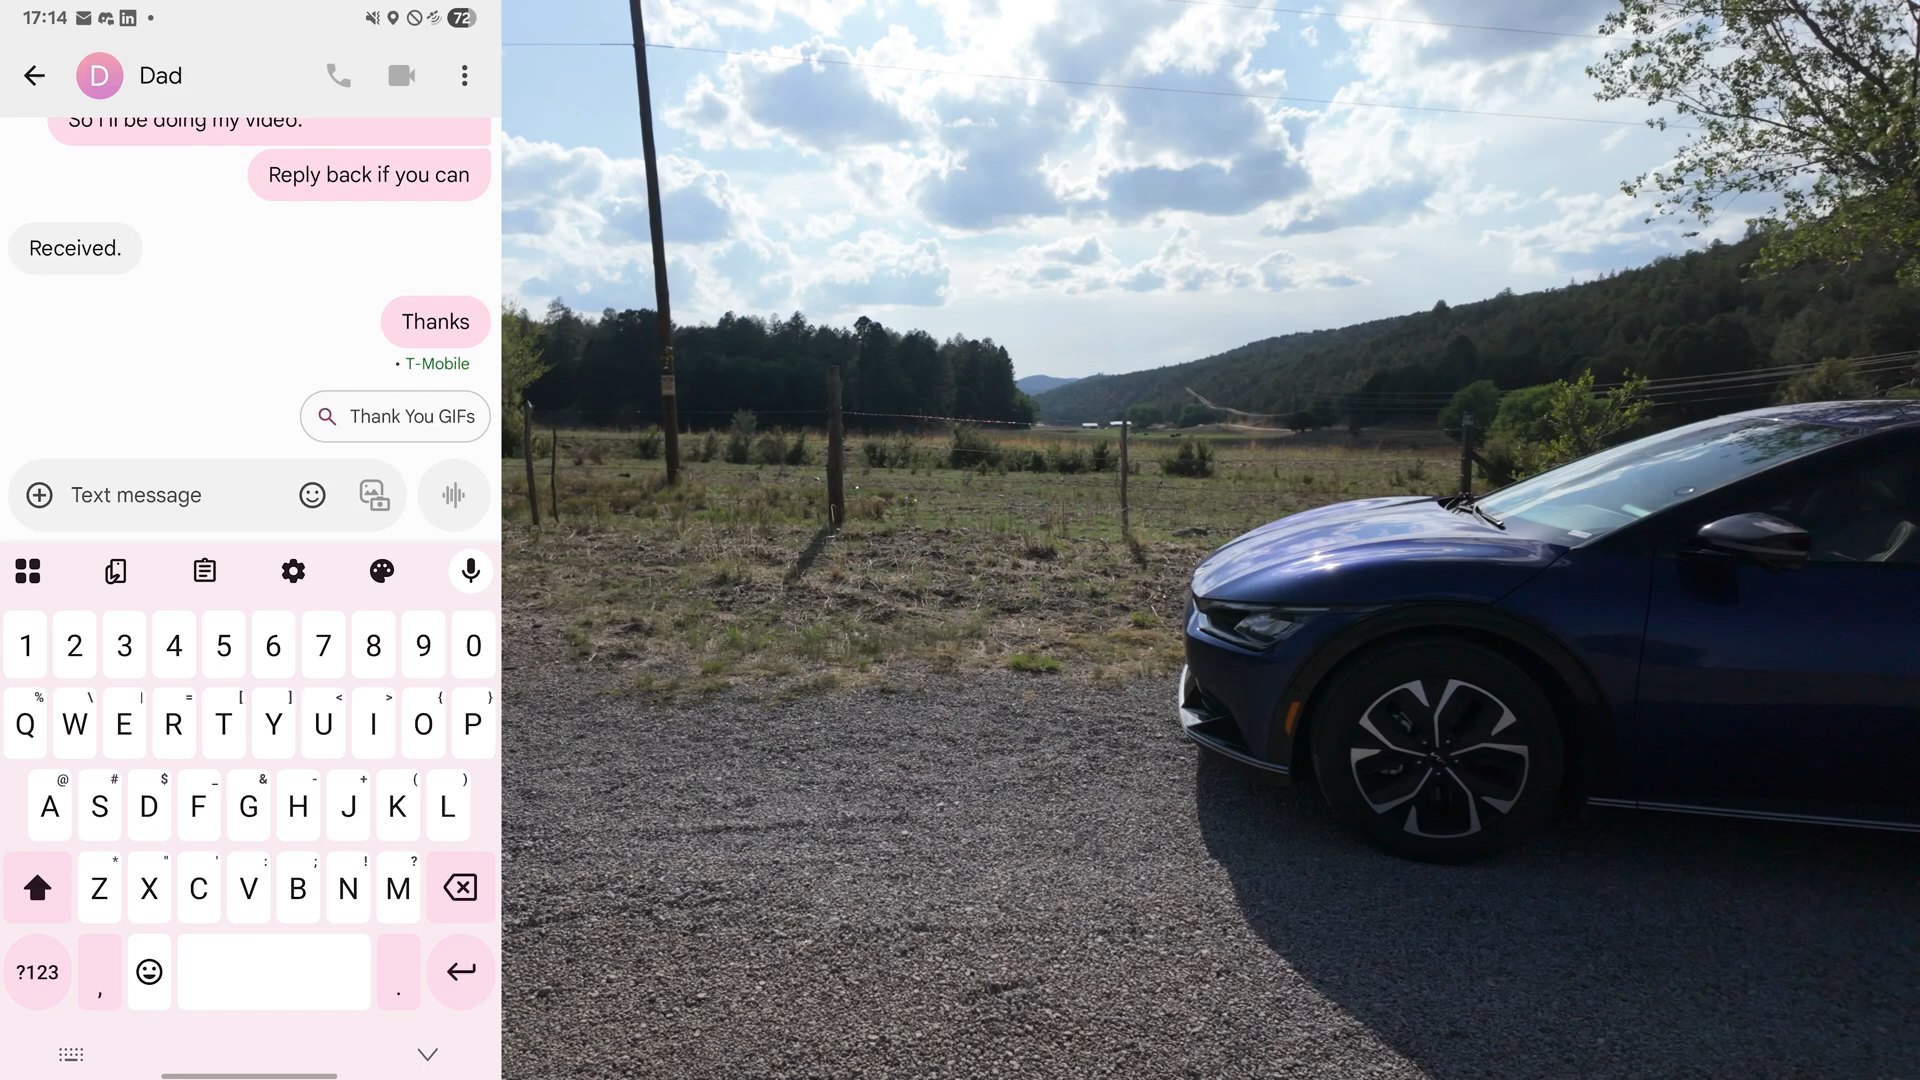 17:14
72
D
Dad
So I'll be doing my video.
Reply back if you can
Received.
Thanks
• T-Mobile
Thank You GIFs
Text message
1 2 3 4 5 6 7 8 9 0
% \ | = [ ] < > { }
Q W E R T Y U I O P
@ # $ _ & - + ( )
A S D F G H J K L
* " ' : ; ! ?
Z X C V B N M
?123 , .